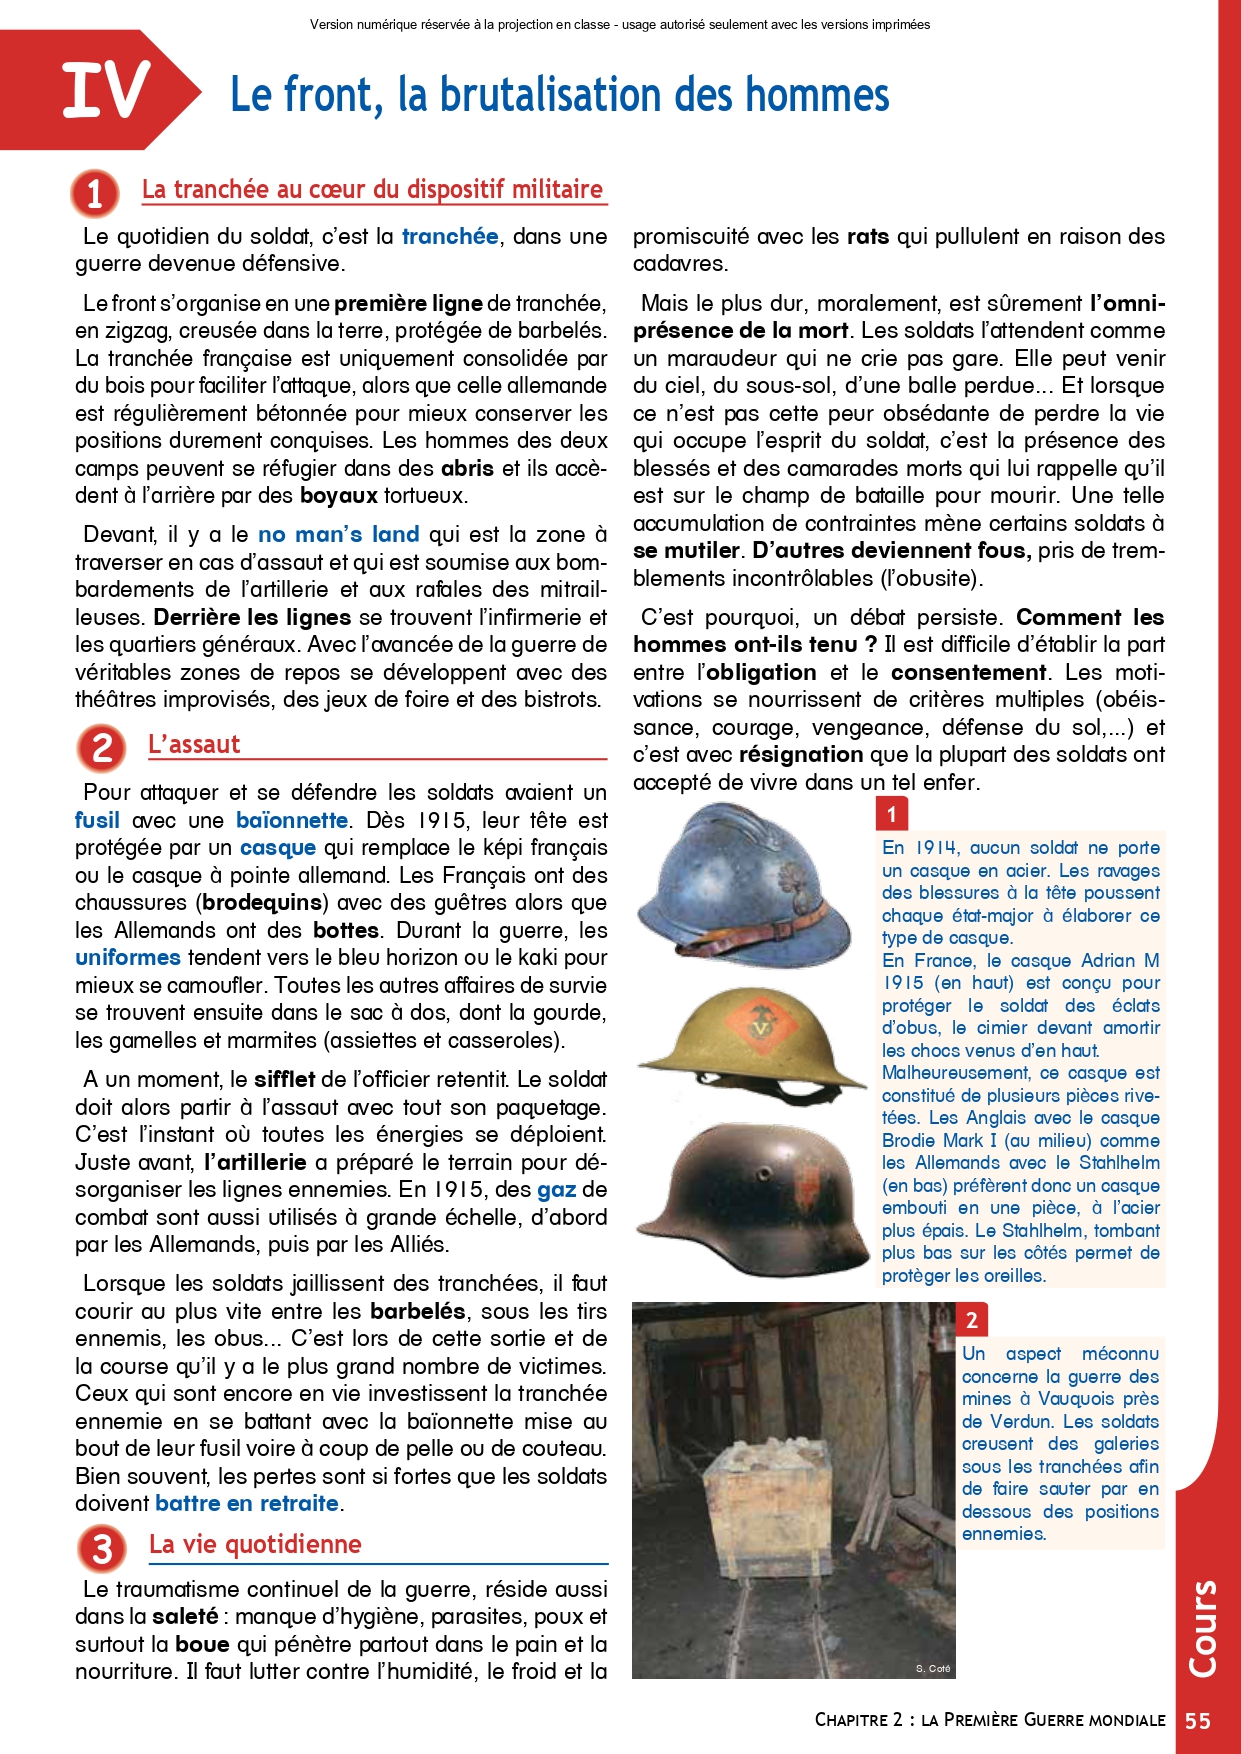 Version numérique réservée à la projection en classe - usage autorisé seulement avec les versions imprimées
IV
Le front, la brutalisation des hommes
1
La tranchée au cœur du dispositif militaire
Le quotidien du soldat, c'est la tranchée, dans une
guerre devenue défensive.
Le front s'organise en une première ligne de tranchée,
en zigzag, creusée dans la terre, protégée de barbelés.
La tranchée française est uniquement consolidée par
du bois pour faciliter l'attaque, alors que celle allemande
est régulièrement bétonnée pour mieux conserver les
positions durement conquises. Les hommes des deux
camps peuvent se réfugier dans des abris et ils accè-
dent à l'arrière par des boyaux tortueux.
Devant, il y a le no man's land qui est la zone à
traverser en cas d'assaut et qui est soumise aux bom-
bardements de l'artillerie et aux rafales des mitrail-
leuses. Derrière les lignes se trouvent l'infirmerie et
les quartiers généraux. Avec l'avancée de la guerre de
véritables zones de repos se développent avec des
théâtres improvisés, des jeux de foire et des bistrots.
2
L'assaut
Pour attaquer et se défendre les soldats avaient un
fusil avec une baïonnette. Dès 1915, leur tête est
protégée par un casque qui remplace le képi français
ou le casque à pointe allemand. Les Français ont des
chaussures (brodequins) avec des guêtres alors que
les Allemands ont des bottes. Durant la guerre, les
uniformes tendent vers le bleu horizon ou le kaki pour
mieux se camoufler. Toutes les autres affaires de survie
se trouvent ensuite dans le sac à dos, dont la gourde,
les gamelles et marmites (assiettes et casseroles).
A un moment, le sifflet de l'officier retentit. Le soldat
doit alors partir à l'assaut avec tout son paquetage.
C'est l'instant où toutes les énergies se déploient.
Juste avant, l'artillerie a préparé le terrain pour dé-
sorganiser les lignes ennemies. En 1915, des gaz de
combat sont aussi utilisés à grande échelle, d'abord
par les Allemands, puis par les Alliés.
Lorsque les soldats jaillissent des tranchées, il faut
courir au plus vite entre les barbelés, sous les tirs
ennemis, les obus... C'est lors de cette sortie et de
la course qu'il y a le plus grand nombre de victimes.
Ceux qui sont encore en vie investissent la tranchée
ennemie en se battant avec la baïonnette mise au
bout de leur fusil voire à coup de pelle ou de couteau.
Bien souvent, les pertes sont si fortes que les soldats
doivent battre en retraite.
3
La vie quotidienne
Le traumatisme continuel de la guerre, réside aussi
dans la saleté : manque d'hygiène, parasites, poux et
surtout la boue qui pénètre partout dans le pain et la
nourriture. Il faut lutter contre l'humidité, le froid et la
promiscuité avec les rats qui pullulent en raison des
cadavres.
Mais le plus dur, moralement, est sûrement l'omni-
présence de la mort. Les soldats l'attendent comme
un maraudeur qui ne crie pas gare. Elle peut venir
du ciel, du sous-sol, d'une balle perdue... Et lorsque
ce n'est pas cette peur obsédante de perdre la vie
qui occupe l'esprit du soldat, c'est la présence des
blessés et des camarades morts qui lui rappelle qu'il
est sur le champ de bataille pour mourir. Une telle
accumulation de contraintes mène certains soldats à
se mutiler. D'autres deviennent fous, pris de trem-
blements incontrôlables (l'obusite).
C'est pourquoi, un débat persiste. Comment les
hommes ont-ils tenu ? Il est difficile d'établir la part
entre l'obligation et le consentement. Les moti-
vations se nourrissent de critères multiples (obéis-
sance, courage, vengeance, défense du sol,...) et
c'est avec résignation que la plupart des soldats ont
accepté de vivre dans un tel enfer.
1
En 1914, aucun soldat ne porte
un casque en acier. Les ravages
des blessures à la tête poussent
chaque état-major à élaborer ce
type de casque.
En France, le casque Adrian M
1915 (en haut) est conçu pour
protéger le soldat des éclats
d'obus, le cimier devant amortir
les chocs venus d'en haut.
Malheureusement, ce casque est
constitué de plusieurs pièces rive-
tées. Les Anglais avec le casque
Brodie Mark I (au milieu) comme
les Allemands avec le Stahlhelm
(en bas) préfèrent donc un casque
embouti en une pièce, à l'acier
plus épais. Le Stahlhelm, tombant
plus bas sur les côtés permet de
protèger les oreilles.
V
2
Un aspect méconnu
concerne la guerre des
mines à Vauquois près
de Verdun. Les soldats
creusent des galeries
sous les tranchées afin
de faire sauter par en
dessous des positions
ennemies.
S. Coté
Cours
CHAPITRE 2 : LA PREMIÈRE GUERRE MONDIALE 55